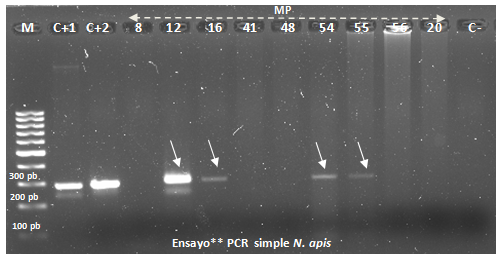 MP
M C+1 C+2 8 12 16 41 48 54 55 56 20 C-
300 pb
200 pb
100 pb
Ensayo** PCR simple N. apis